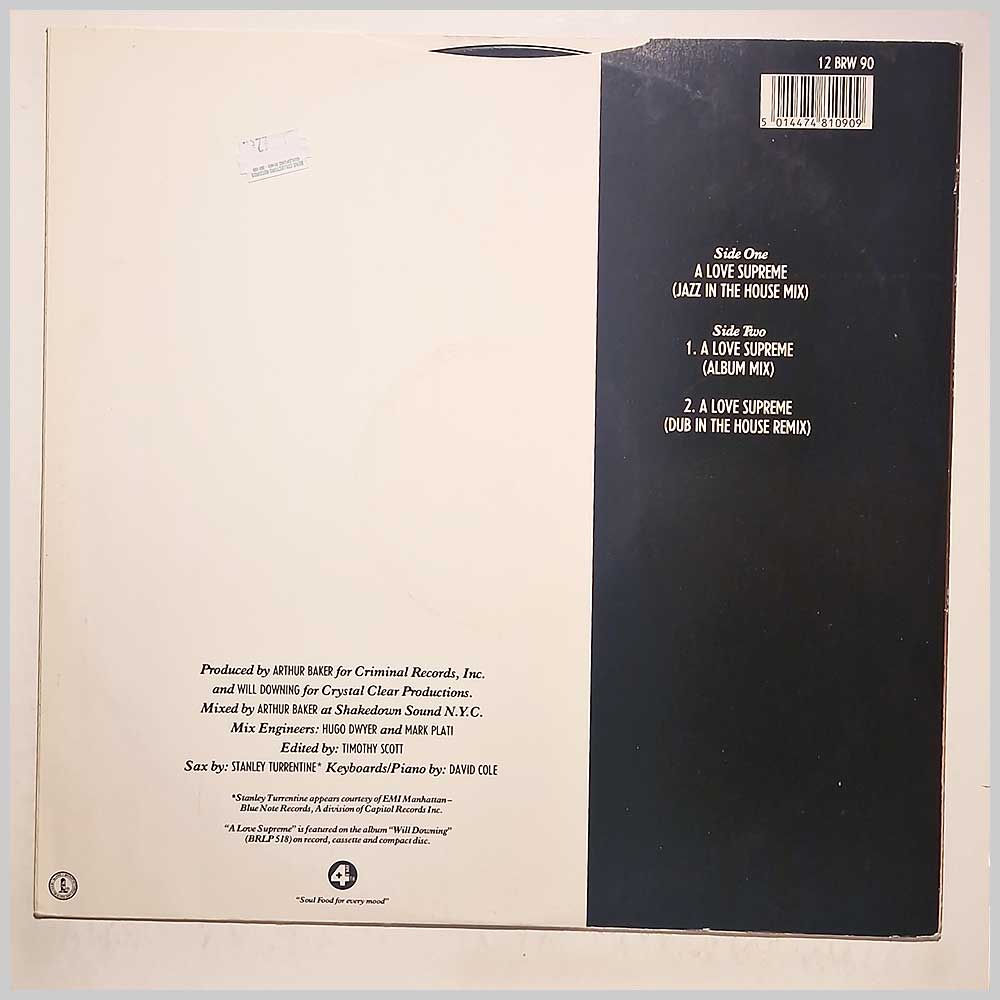 12 BRW 90
5 014474 810909
Side One
A LOVE SUPREME
(JAZZ IN THE HOUSE MIX)
Side Two
1. A LOVE SUPREME
(ALBUM MIX)
2. A LOVE SUPREME
(DUB IN THE HOUSE REMIX)
Produced by ARTHUR BAKER for Criminal Records, Inc.
and WILL DOWNING for Crystal Clear Productions.
Mixed by ARTHUR BAKER at Shakedown Sound N.Y.C.
Mix Engineers: HUGO DWYER and MARK PLATI
Edited by: TIMOTHY SCOTT
Sax by: STANLEY TURRENTINE* Keyboards/Piano by: DAVID COLE
*Stanley Turrentine appears courtesy of EMI Manhattan–
Blue Note Records, A division of Capitol Records Inc.
“A Love Supreme” is featured on the album “Will Downing”
(BRLP 518) on record, cassette and compact disc.
4TH
“Soul Food for every mood”